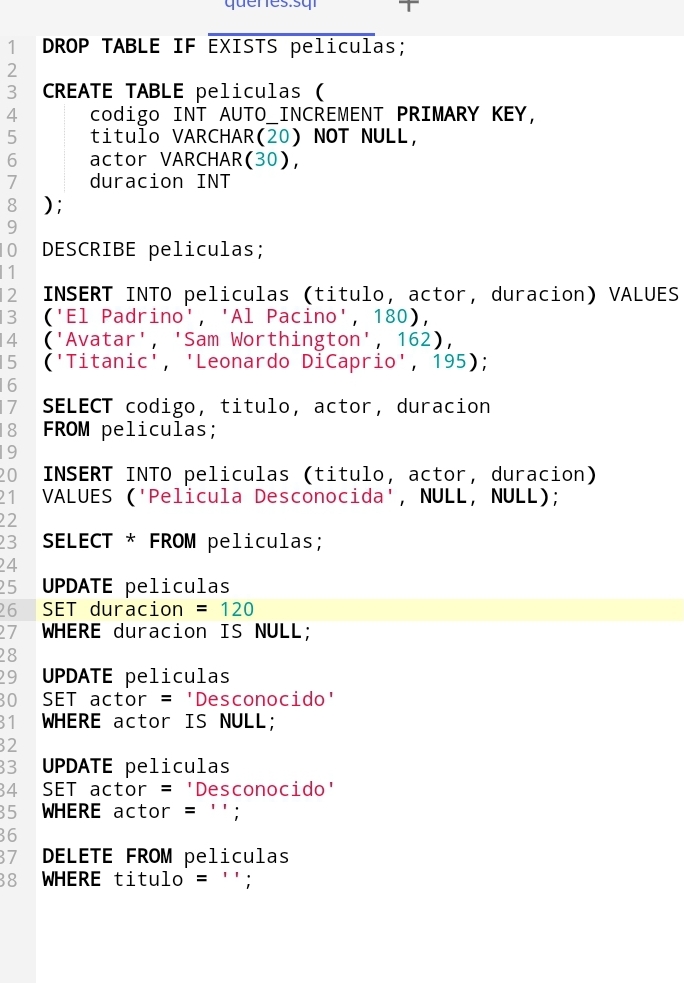 queries.sql +
1 DROP TABLE IF EXISTS peliculas;
2
3 CREATE TABLE peliculas (
4 codigo INT AUTO_INCREMENT PRIMARY KEY,
5 titulo VARCHAR(20) NOT NULL,
6 actor VARCHAR(30),
7 duracion INT
8 );
9
10 DESCRIBE peliculas;
11
12 INSERT INTO peliculas (titulo, actor, duracion) VALUES
13 ('El Padrino', 'Al Pacino', 180),
14 ('Avatar', 'Sam Worthington', 162),
15 ('Titanic', 'Leonardo DiCaprio', 195);
16
17 SELECT codigo, titulo, actor, duracion
18 FROM peliculas;
19
20 INSERT INTO peliculas (titulo, actor, duracion)
21 VALUES ('Pelicula Desconocida', NULL, NULL);
22
23 SELECT * FROM peliculas;
24
25 UPDATE peliculas
26 SET duracion = 120
27 WHERE duracion IS NULL;
28
29 UPDATE peliculas
30 SET actor = 'Desconocido'
31 WHERE actor IS NULL;
32
33 UPDATE peliculas
34 SET actor = 'Desconocido'
35 WHERE actor = '';
36
37 DELETE FROM peliculas
38 WHERE titulo = '';